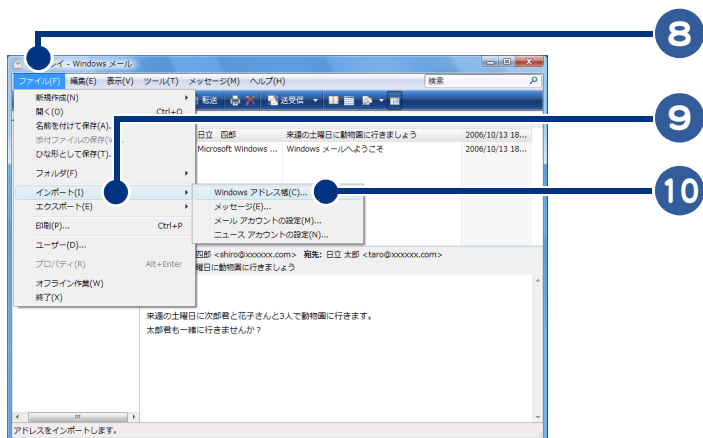 8
イ - Windows メール
ファイル(F) 編集(E) 表示(V) ツール(T) メッセージ(M) ヘルプ(H) 検索
転送 送受信
新規作成(N)
開く(O)... Ctrl+O
名前を付けて保存(A)...
添付ファイルの保存(V)...
ひな形として保存(T)...
フォルダ(F)
インポート(I)
エクスポート(E)
印刷(P)... Ctrl+P
ユーザー(D)...
プロパティ(R) Alt+Enter
オフライン作業(W)
終了(X)
9
Windows アドレス帳(C)...
メッセージ(E)...
メール アカウントの設定(M)...
ニュース アカウントの設定(N)...
10
日立 四郎 来週の土曜日に動物園に行きましょう 2006/10/13 18...
Microsoft Windows ... Windows メールへようこそ 2006/10/13 18...
四郎 <shiro@xxxxxx.com> 宛先: 日立 太郎 <taro@xxxxxx.com>
曜日に動物園に行きましょう
来週の土曜日に次郎君と花子さんと3人で動物園に行きます。
太郎君も一緒に行きませんか？
アドレスをインポートします。